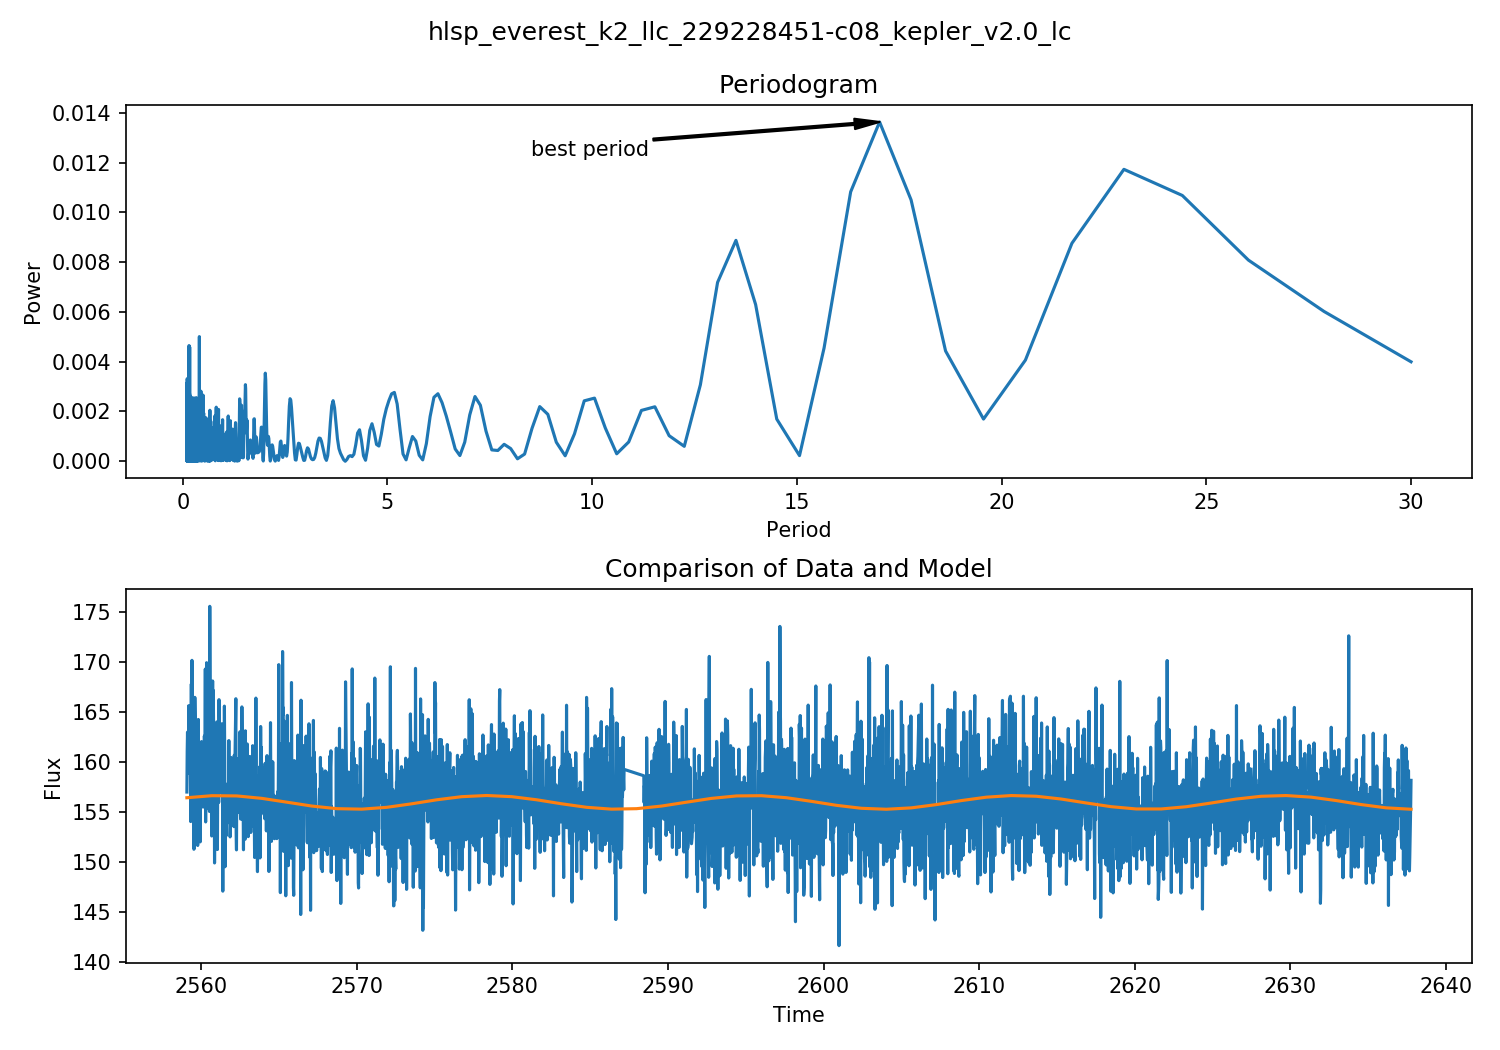 hlsp_everest_k2_llc_229228451-c08_kepler_v2.0_lc
Periodogram
0.014
0.012
0.010
0.008
0.006
0.004
0.002
0.000
Power
best period
0 5 10 15 20 25 30
Period
Comparison of Data and Model
175
170
165
160
155
150
145
140
Flux
2560 2570 2580 2590 2600 2610 2620 2630 2640
Time